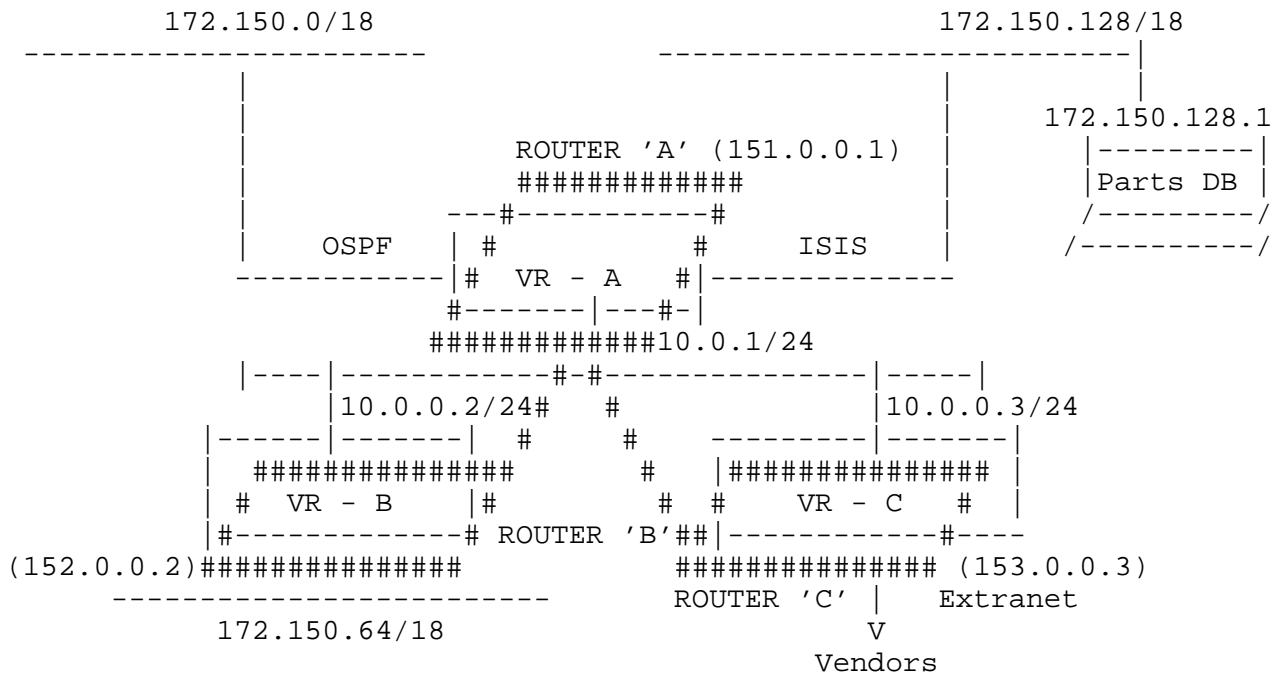 172.150.0/18 172.150.128/18
172.150.128.1
ROUTER 'A' (151.0.0.1)
Parts DB
OSPF ISIS
VR - A
10.0.1/24
10.0.0.2/24 10.0.0.3/24
VR - B VR - C
ROUTER 'B'
(152.0.0.2) (153.0.0.3)
ROUTER 'C' Extranet
172.150.64/18 V
Vendors